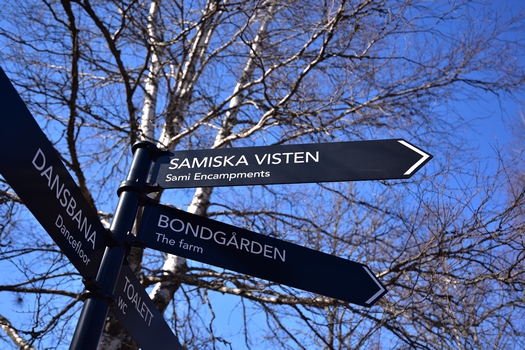 SAMISKA VISTEN
Sami Encampments
DANSBANA
Dancefloor
BONDGÅRDEN
The farm
TOALETT
WC